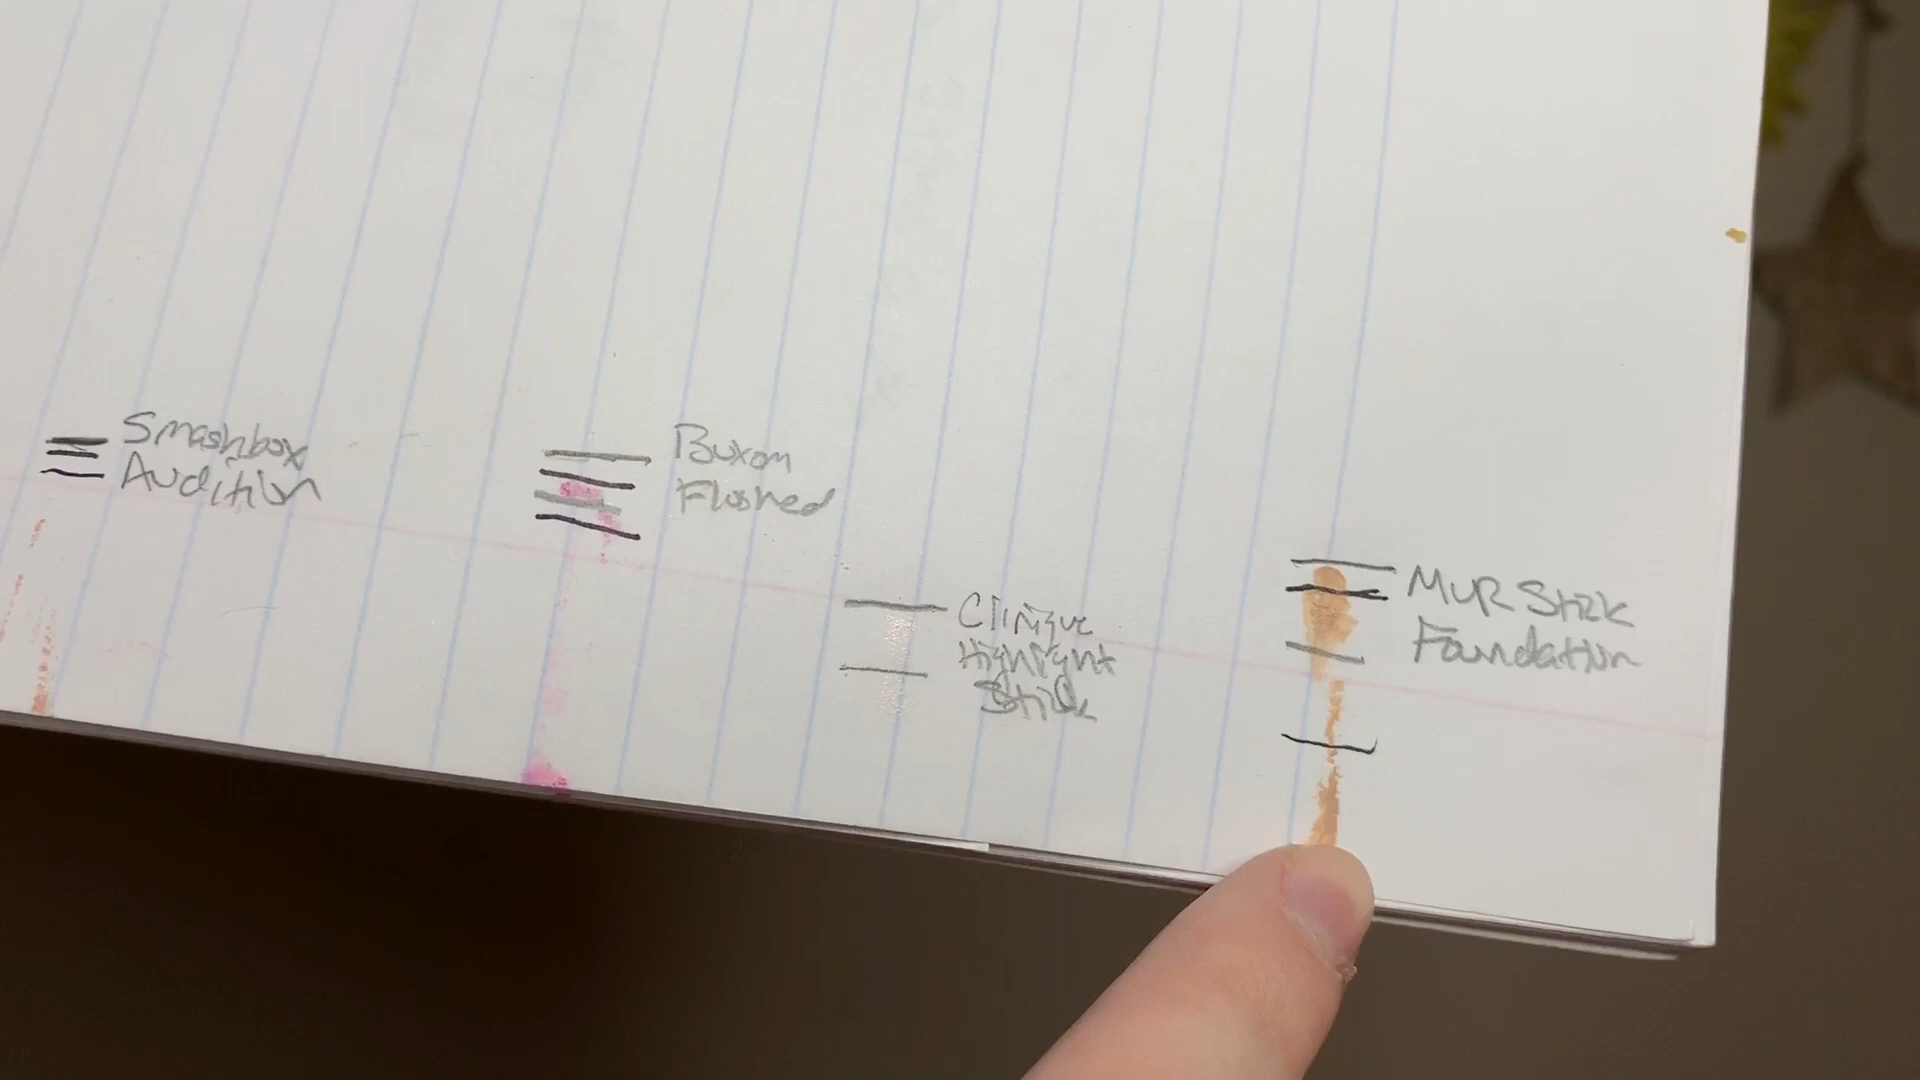 Smashbox
Audition
Buxom
Flushed
Clinique
Highlight
Stick
MUR Stick
Foundation